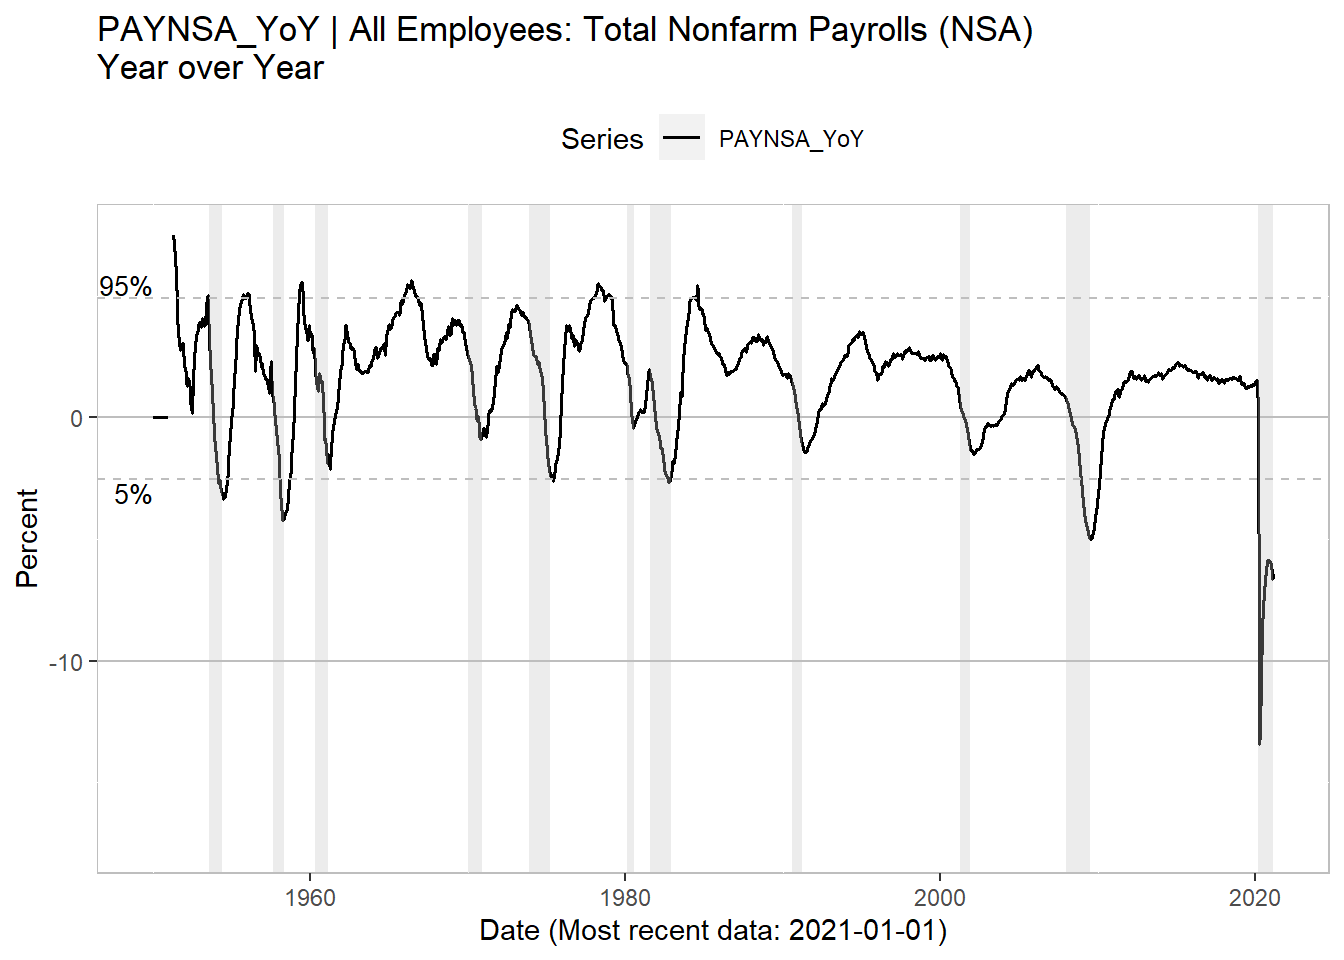 PAYNSA_YoY | All Employees: Total Nonfarm Payrolls (NSA)
Year over Year
Series PAYNSA_YoY
95%
0
5%
-10
Percent
1960 1980 2000 2020
Date (Most recent data: 2021-01-01)